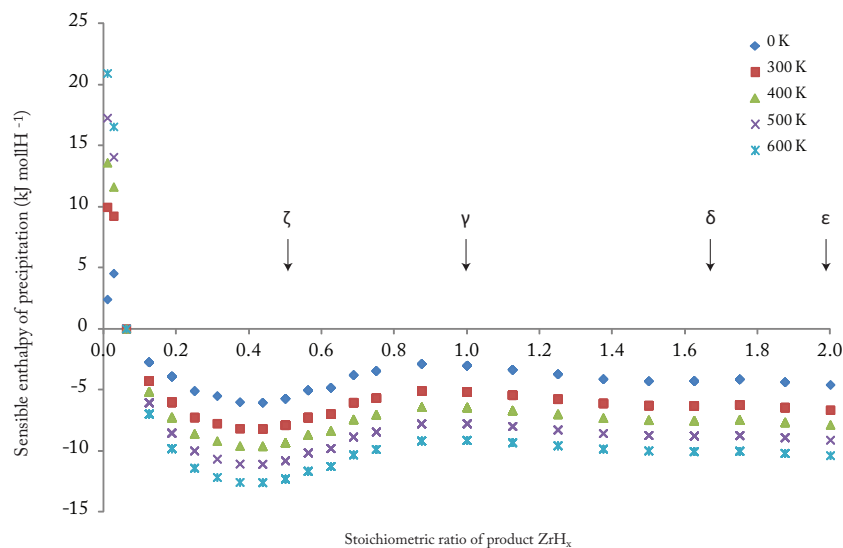 Sensible enthalpy of precipitation (kJ mollH -1)
25
20
15
10
5
0
-5
-10
-15
0 K
300 K
400 K
500 K
600 K
ζ γ δ ε
0.0 0.2 0.4 0.6 0.8 1.0 1.2 1.4 1.6 1.8 2.0
Stoichiometric ratio of product ZrHx